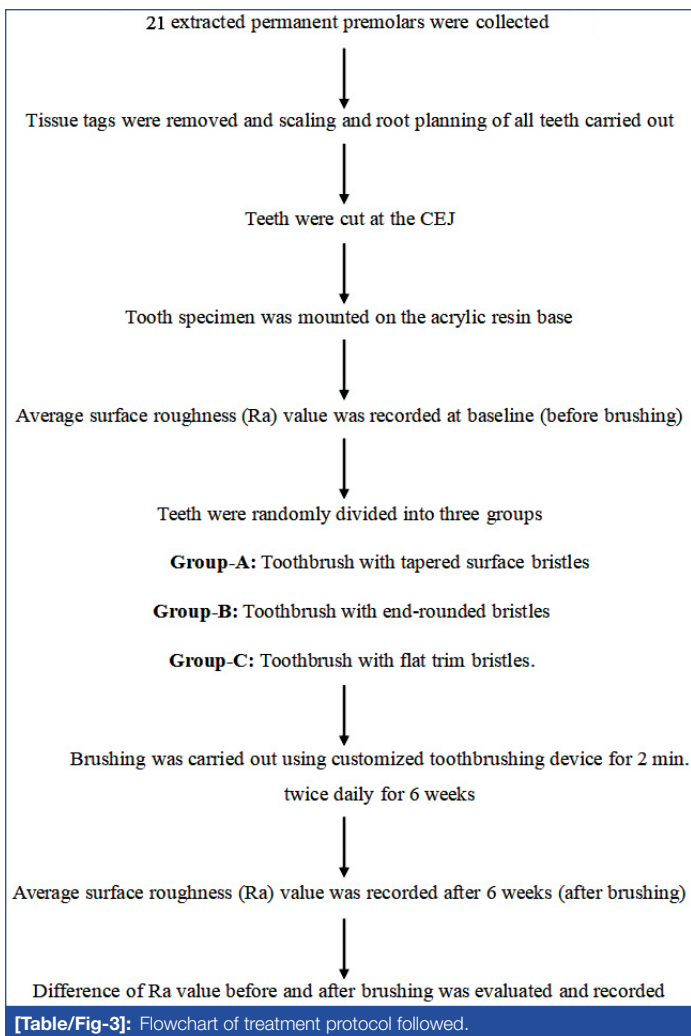 21 extracted permanent premolars were collected
Tissue tags were removed and scaling and root planning of all teeth carried out
Teeth were cut at the CEJ
Tooth specimen was mounted on the acrylic resin base
Average surface roughness (Ra) value was recorded at baseline (before brushing)
Teeth were randomly divided into three groups
Group-A: Toothbrush with tapered surface bristles
Group-B: Toothbrush with end-rounded bristles
Group-C: Toothbrush with flat trim bristles.
Brushing was carried out using customized toothbrushing device for 2 min.
twice daily for 6 weeks
Average surface roughness (Ra) value was recorded after 6 weeks (after brushing)
Difference of Ra value before and after brushing was evaluated and recorded
[Table/Fig-3]: Flowchart of treatment protocol followed.